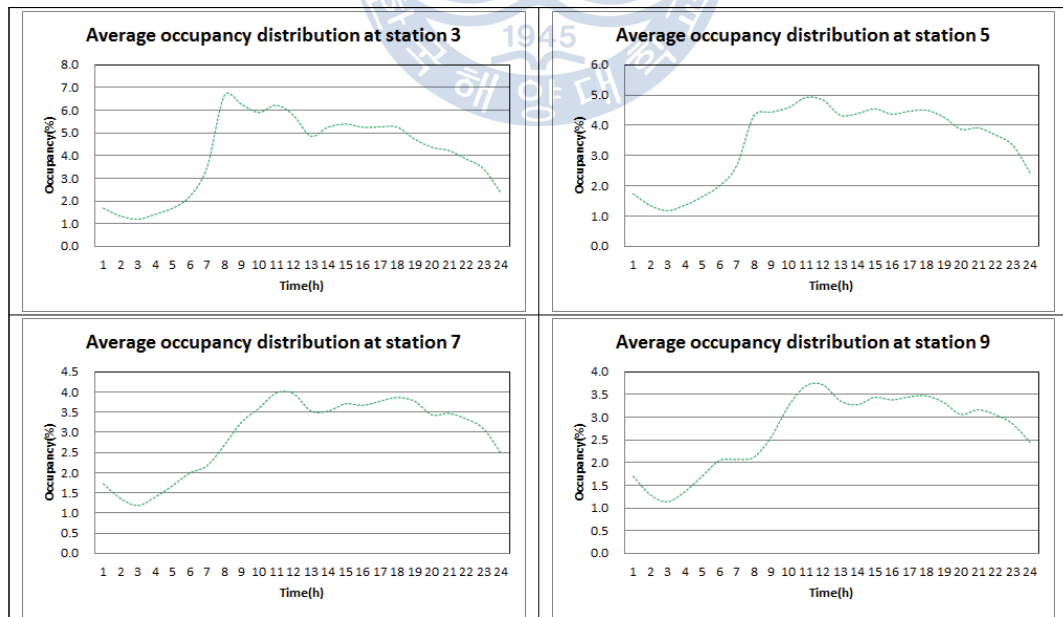 1945
국해양대학
Average occupancy distribution at station 3
8.0
7.0
6.0
5.0
4.0
3.0
2.0
1.0
0.0
Occupancy(%)
1 2 3 4 5 6 7 8 9 10 11 12 13 14 15 16 17 18 19 20 21 22 23 24
Time(h)
Average occupancy distribution at station 5
6.0
5.0
4.0
3.0
2.0
1.0
0.0
Occupancy(%)
1 2 3 4 5 6 7 8 9 10 11 12 13 14 15 16 17 18 19 20 21 22 23 24
Time(h)
Average occupancy distribution at station 7
4.5
4.0
3.5
3.0
2.5
2.0
1.5
1.0
0.5
0.0
Occupancy(%)
1 2 3 4 5 6 7 8 9 10 11 12 13 14 15 16 17 18 19 20 21 22 23 24
Time(h)
Average occupancy distribution at station 9
4.0
3.5
3.0
2.5
2.0
1.5
1.0
0.5
0.0
Occupancy(%)
1 2 3 4 5 6 7 8 9 10 11 12 13 14 15 16 17 18 19 20 21 22 23 24
Time(h)